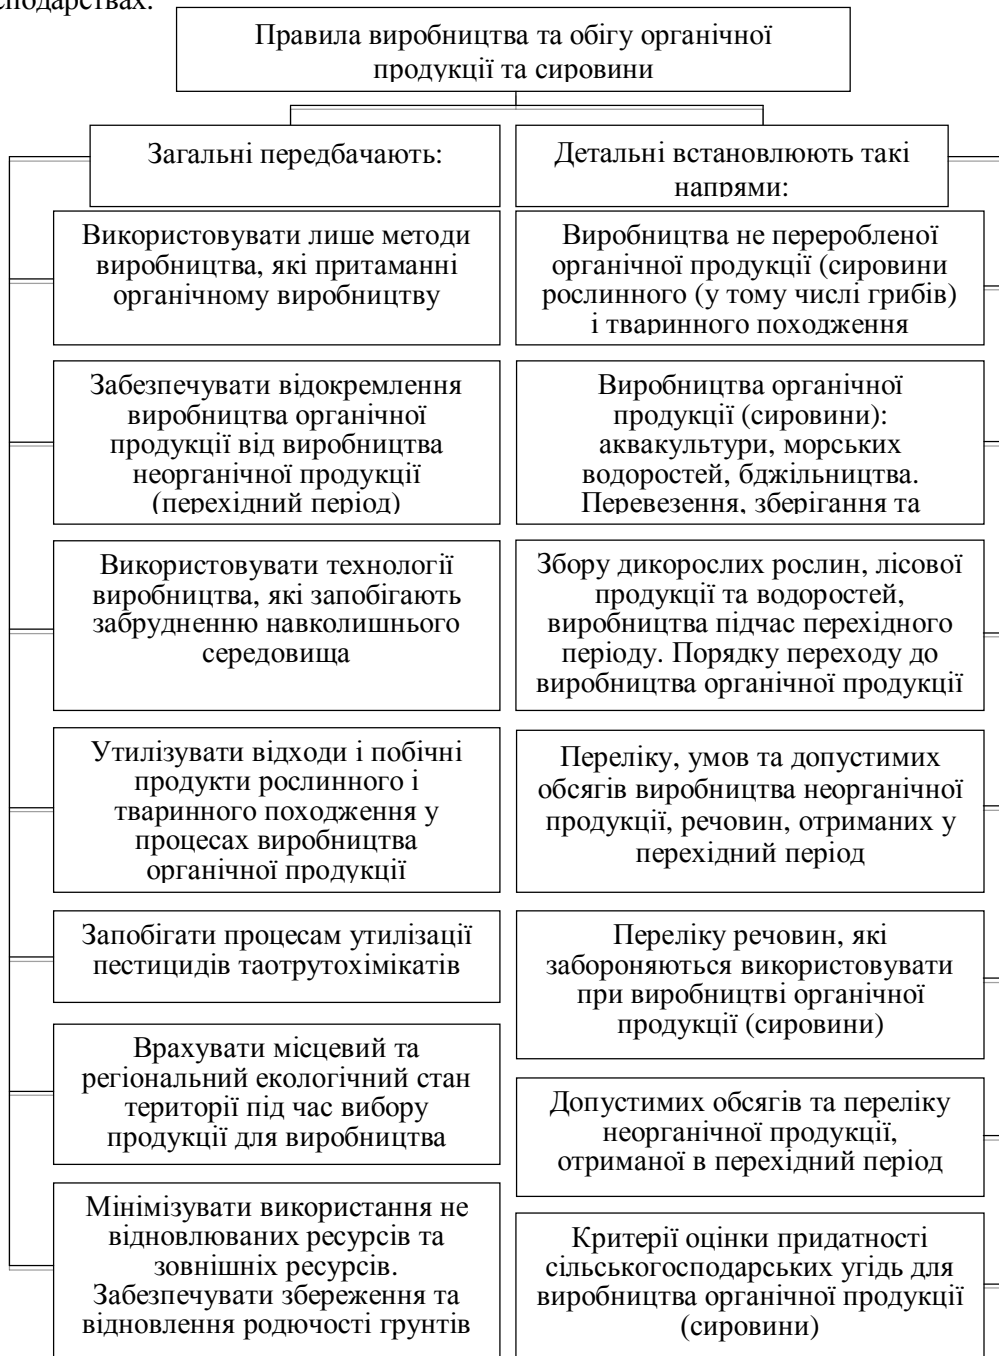 сподарствах.
Правила виробництва та обігу органічної
продукції та сировини
Загальні передбачають:
Використовувати лише методи
виробництва, які притаманні
органічному виробництву
Забезпечувати відокремлення
виробництва органічної
продукції від виробництва
неорганічної продукції
(перехідний період)
Використовувати технології
виробництва, які запобігають
забрудненню навколишнього
середовища
Утилізувати відходи і побічні
продукти рослинного і
тваринного походження у
процесах виробництва
органічної продукції
Запобігати процесам утилізації
пестицидів таотрутохімікатів
Врахувати місцевий та
регіональний екологічний стан
території під час вибору
продукції для виробництва
Мінімізувати використання не
відновлюваних ресурсів та
зовнішніх ресурсів.
Забезпечувати збереження та
відновлення родючості грунтів
Детальні встановлюють такі
напрями:
Виробництва не переробленої
органічної продукції (сировини
рослинного (у тому числі грибів)
і тваринного походження
Виробництва органічної
продукції (сировини):
аквакультури, морських
водоростей, бджільництва.
Перевезення, зберігання та
Збору дикорослих рослин, лісової
продукції та водоростей,
виробництва підчас перехідного
періоду. Порядку переходу до
виробництва органічної продукції
Переліку, умов та допустимих
обсягів виробництва неорганічної
продукції, речовин, отриманих у
перехідний період
Переліку речовин, які
забороняються використовувати
при виробництві органічної
продукції (сировини)
Допустимих обсягів та переліку
неорганічної продукції,
отриманої в перехідний період
Критерії оцінки придатності
сільськогосподарських угідь для
виробництва органічної продукції
(сировини)